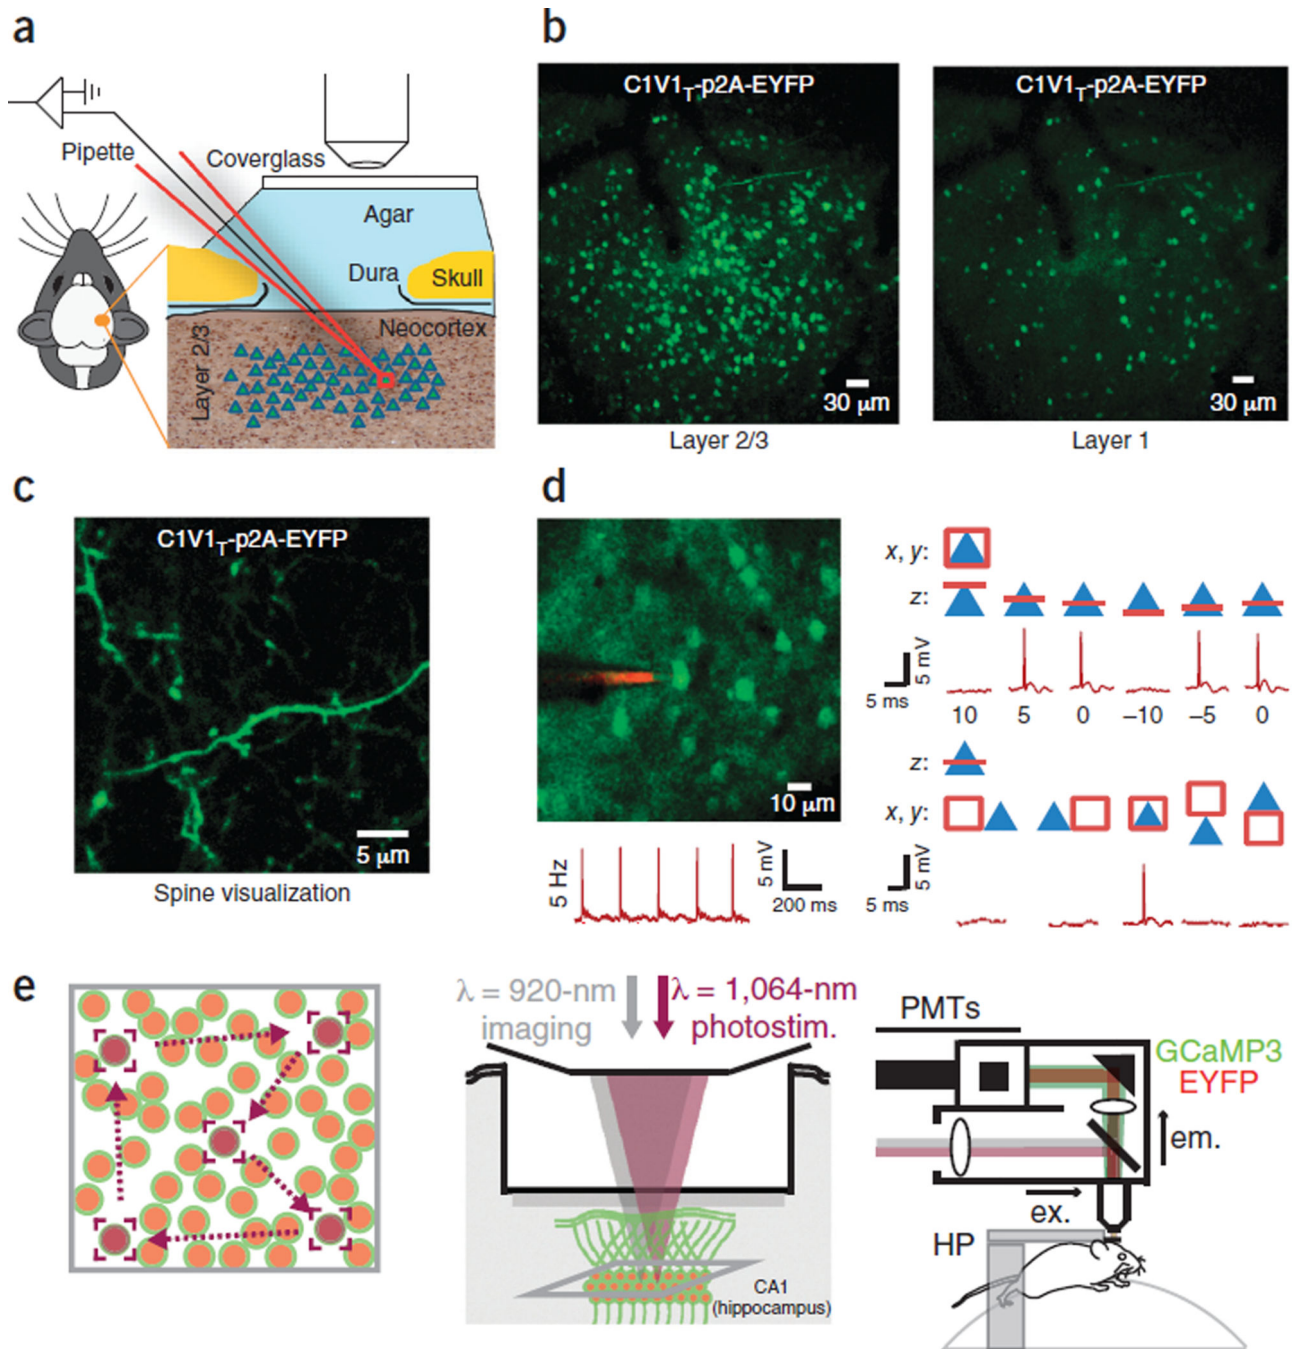 a
Pipette
Coverglass
Agar
Dura
Skull
Neocortex
Layer 2/3
b
C1V1T-p2A-EYFP
30 μm
Layer 2/3
C1V1T-p2A-EYFP
30 μm
Layer 1
c
C1V1T-p2A-EYFP
5 μm
Spine visualization
d
10 μm
5 Hz
5 mV
200 ms
x, y:
z:
5 mV
5 ms
10 5 0 –10 –5 0
z:
x, y:
5 mV
5 ms
e
λ = 920-nm
imaging
λ = 1,064-nm
photostim.
CA1
(hippocampus)
PMTs
GCaMP3
EYFP
em.
ex.
HP